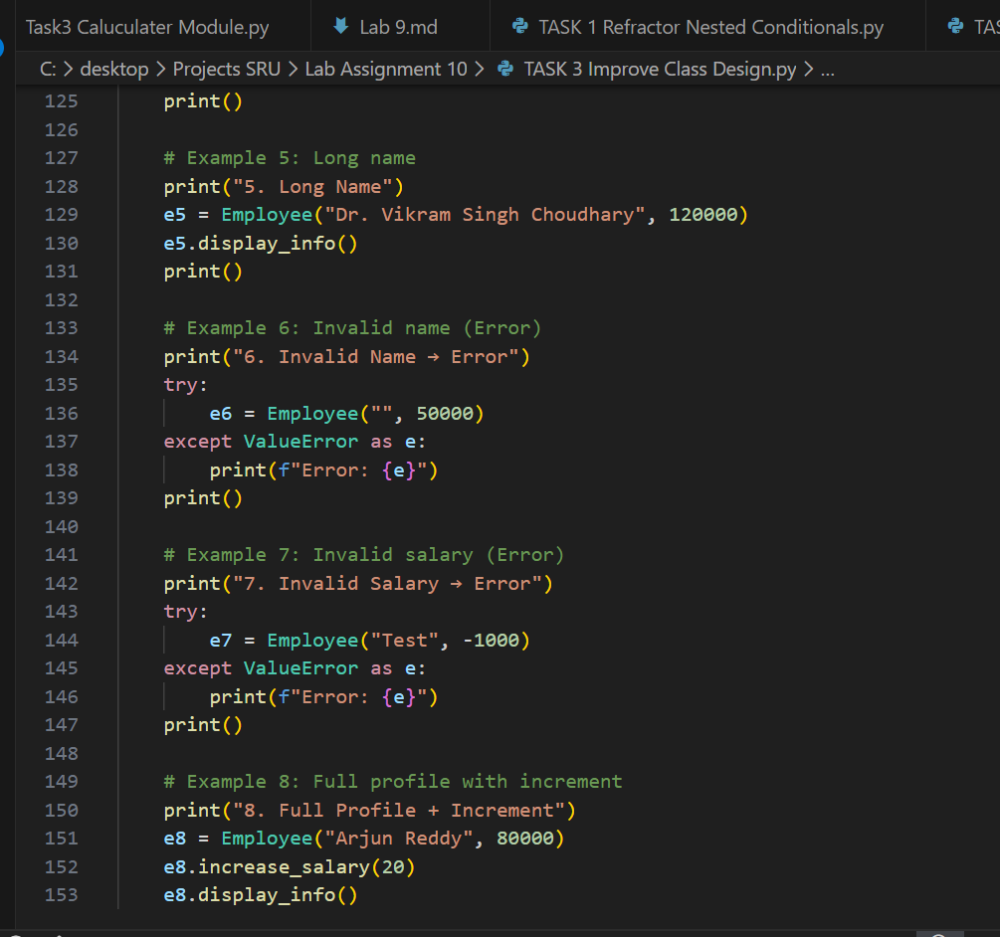 Task3 Caluculater Module.py
Lab 9.md
TASK 1 Refractor Nested Conditionals.py
C: > desktop > Projects SRU > Lab Assignment 10 > TASK 3 Improve Class Design.py > ...
125 print()
126
127 # Example 5: Long name
128 print("5. Long Name")
129 e5 = Employee("Dr. Vikram Singh Choudhary", 120000)
130 e5.display_info()
131 print()
132
133 # Example 6: Invalid name (Error)
134 print("6. Invalid Name → Error")
135 try:
136     e6 = Employee("", 50000)
137 except ValueError as e:
138     print(f"Error: {e}")
139 print()
140
141 # Example 7: Invalid salary (Error)
142 print("7. Invalid Salary → Error")
143 try:
144     e7 = Employee("Test", -1000)
145 except ValueError as e:
146     print(f"Error: {e}")
147 print()
148
149 # Example 8: Full profile with increment
150 print("8. Full Profile + Increment")
151 e8 = Employee("Arjun Reddy", 80000)
152 e8.increase_salary(20)
153 e8.display_info()